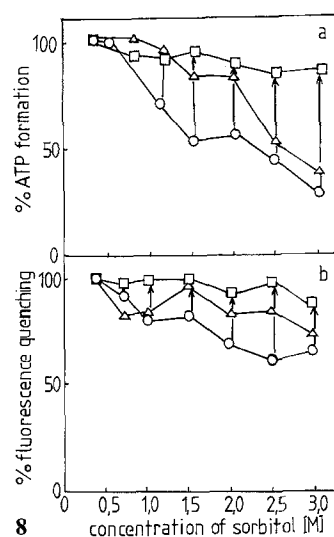 a
100
50
% ATP formation
b
100
50
0
% fluorescence quenching
0 0,5 1,0 1,5 2,0 2,5 3,0
8 concentration of sorbitol [M]